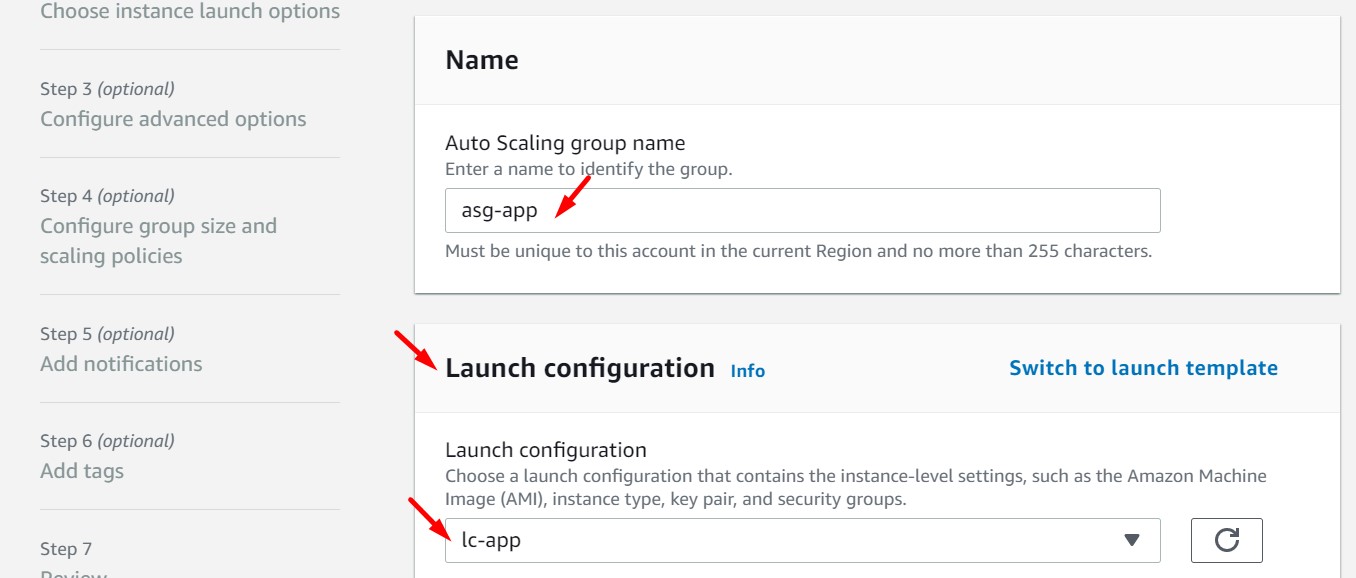 Choose instance launch options
Step 3 (optional)
Configure advanced options
Step 4 (optional)
Configure group size and
scaling policies
Step 5 (optional)
Add notifications
Step 6 (optional)
Add tags
Step 7
Review
Name
Auto Scaling group name
Enter a name to identify the group.
asg-app
Must be unique to this account in the current Region and no more than 255 characters.
Launch configuration Info
Switch to launch template
Launch configuration
Choose a launch configuration that contains the instance-level settings, such as the Amazon Machine
Image (AMI), instance type, key pair, and security groups.
lc-app